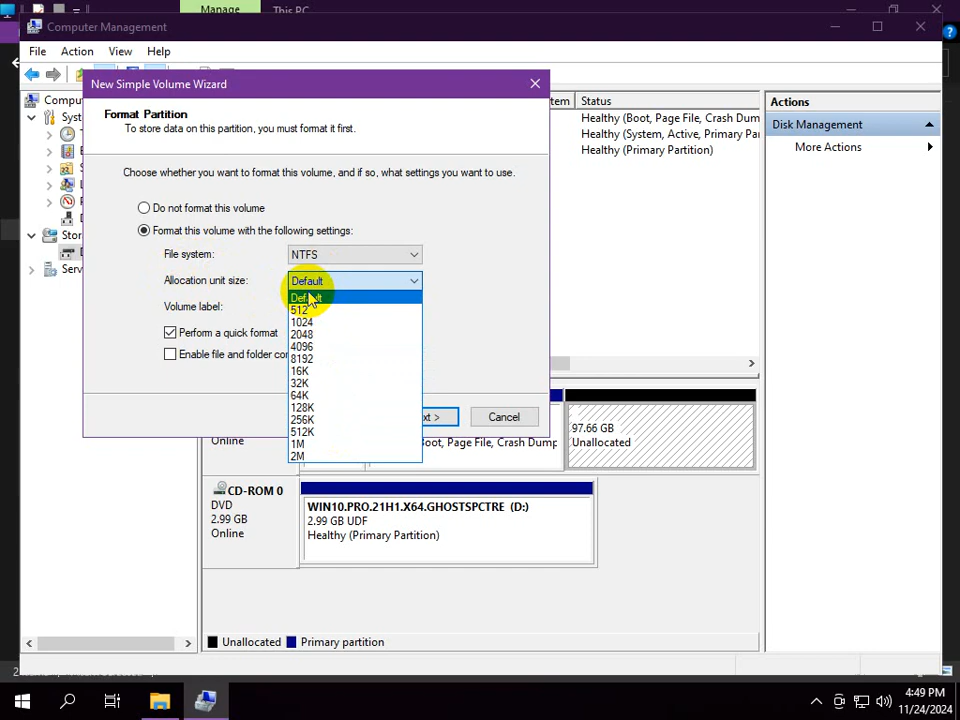 Manage
This PC
Computer Management
File Action View Help
New Simple Volume Wizard
Format Partition
To store data on this partition, you must format it first.
Choose whether you want to format this volume, and if so, what settings you want to use.
Do not format this volume
Format this volume with the following settings:
File system: NTFS
Allocation unit size: Default
Default
512
1024
2048
4096
8192
16K
32K
64K
128K
256K
512K
1M
2M
Volume label:
Perform a quick format
Enable file and folder
Cancel
Status
Healthy (Boot, Page File, Crash Dum
Healthy (System, Active, Primary Pa
Healthy (Primary Partition)
Actions
Disk Management
More Actions
Online
Boot, Page File, Crash Dump
97.66 GB
Unallocated
CD-ROM 0
DVD
2.99 GB
Online
WIN10.PRO.21H1.X64.GHOSTSPCTRE (D:)
2.99 GB UDF
Healthy (Primary Partition)
Unallocated Primary partition
4:49 PM
11/24/2024